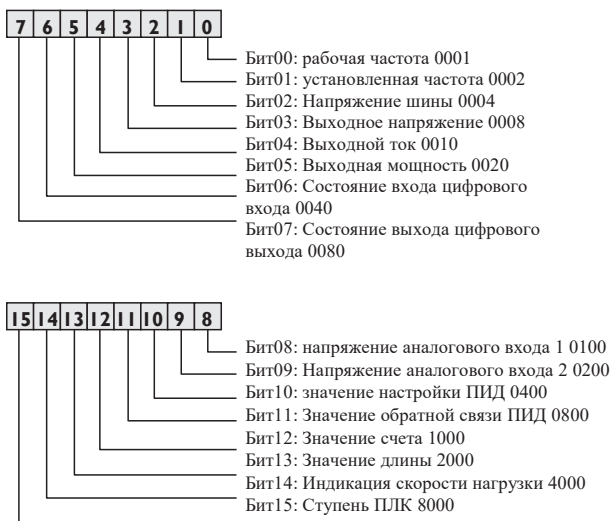 7 6 5 4 3 2 1 0
Бит00: рабочая частота 0001
Бит01: установленная частота 0002
Бит02: Напряжение шины 0004
Бит03: Выходное напряжение 0008
Бит04: Выходной ток 0010
Бит05: Выходная мощность 0020
Бит06: Состояние входа цифрового
входа 0040
Бит07: Состояние выхода цифрового
выхода 0080
15 14 13 12 11 10 9 8
Бит08: напряжение аналогового входа 1 0100
Бит09: Напряжение аналогового входа 2 0200
Бит10: значение настройки ПИД 0400
Бит11: Значение обратной связи ПИД 0800
Бит12: Значение счета 1000
Бит13: Значение длины 2000
Бит14: Индикация скорости нагрузки 4000
Бит15: Ступень ПЛК 8000